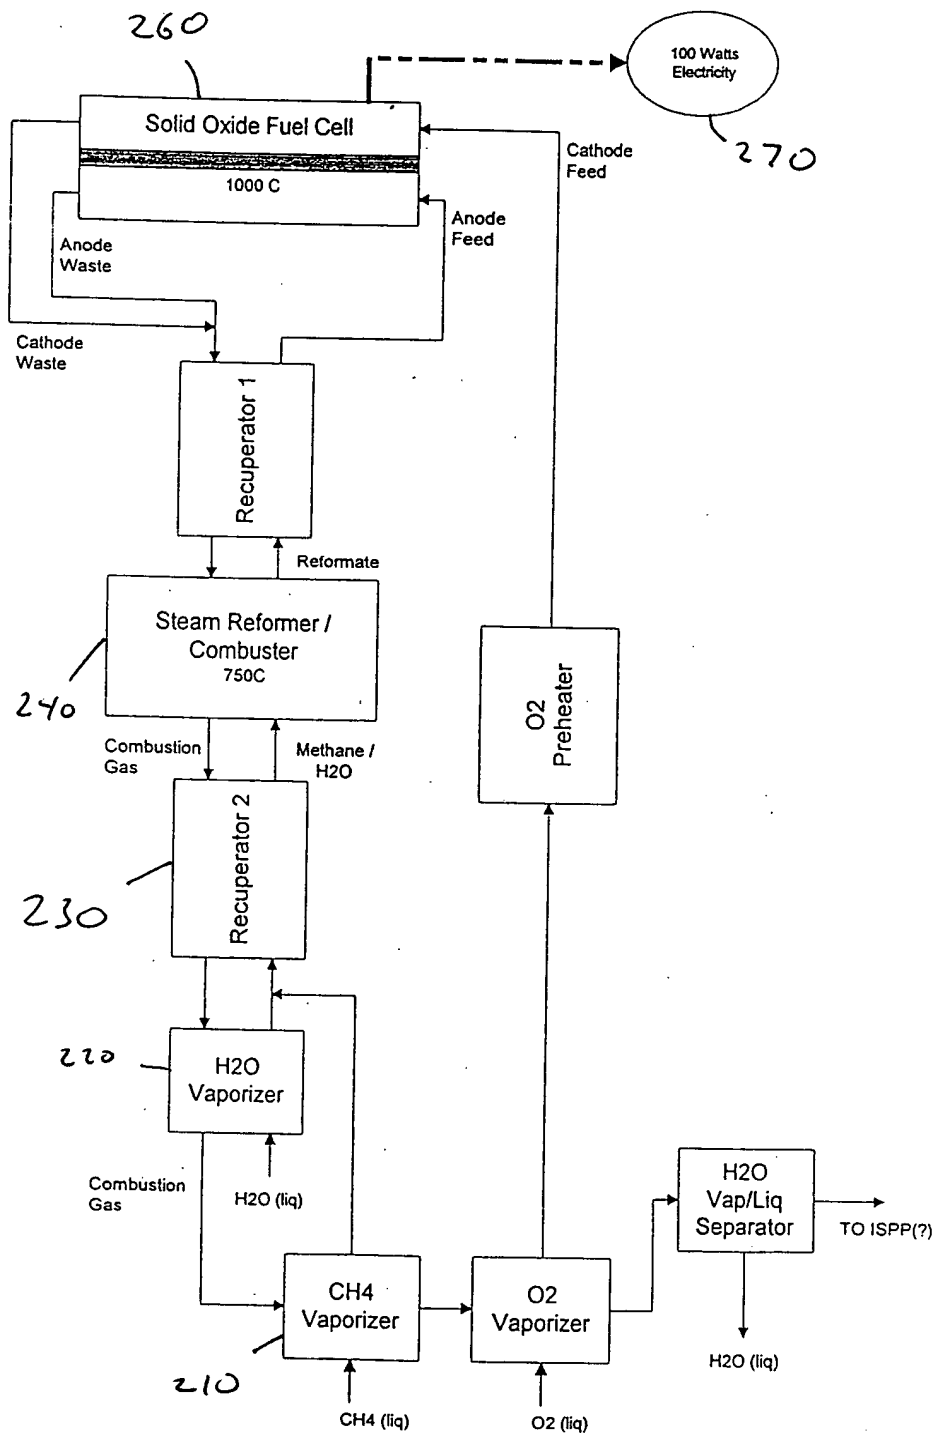 260
100 Watts
Electricity
270
Solid Oxide Fuel Cell
1000 C
Cathode
Feed
Anode
Feed
Anode
Waste
Cathode
Waste
Recuperator 1
Reformate
Steam Reformer /
Combuster
750C
240
O2
Preheater
Combustion
Gas
Methane /
H2O
Recuperator 2
230
220
H2O
Vaporizer
Combustion
Gas
H2O (liq)
H2O
Vap/Liq
Separator
TO ISPP(?)
CH4
Vaporizer
O2
Vaporizer
210
H2O (liq)
CH4 (liq)
O2 (liq)